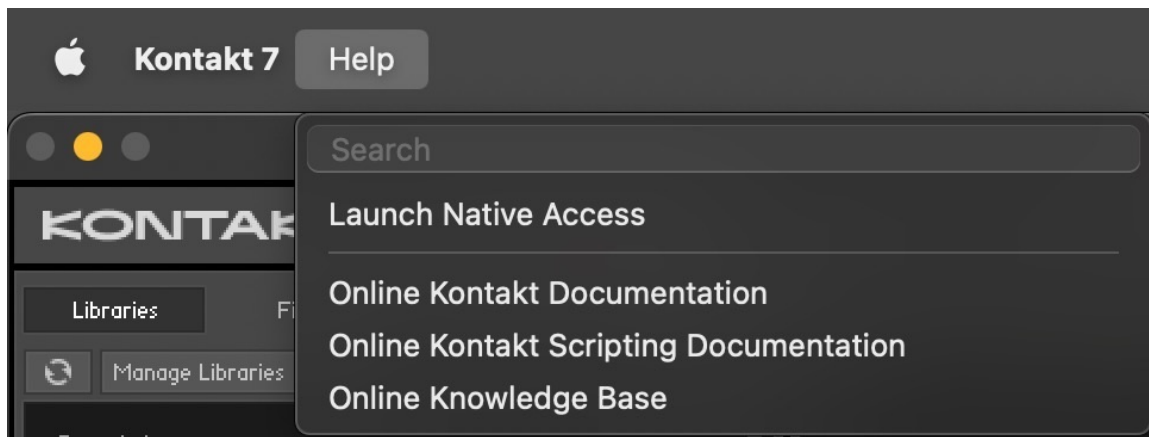 Kontakt 7 Help
Search
Launch Native Access
KONTAK
Libraries Fi
Online Kontakt Documentation
Online Kontakt Scripting Documentation
Manage Libraries
Online Knowledge Base